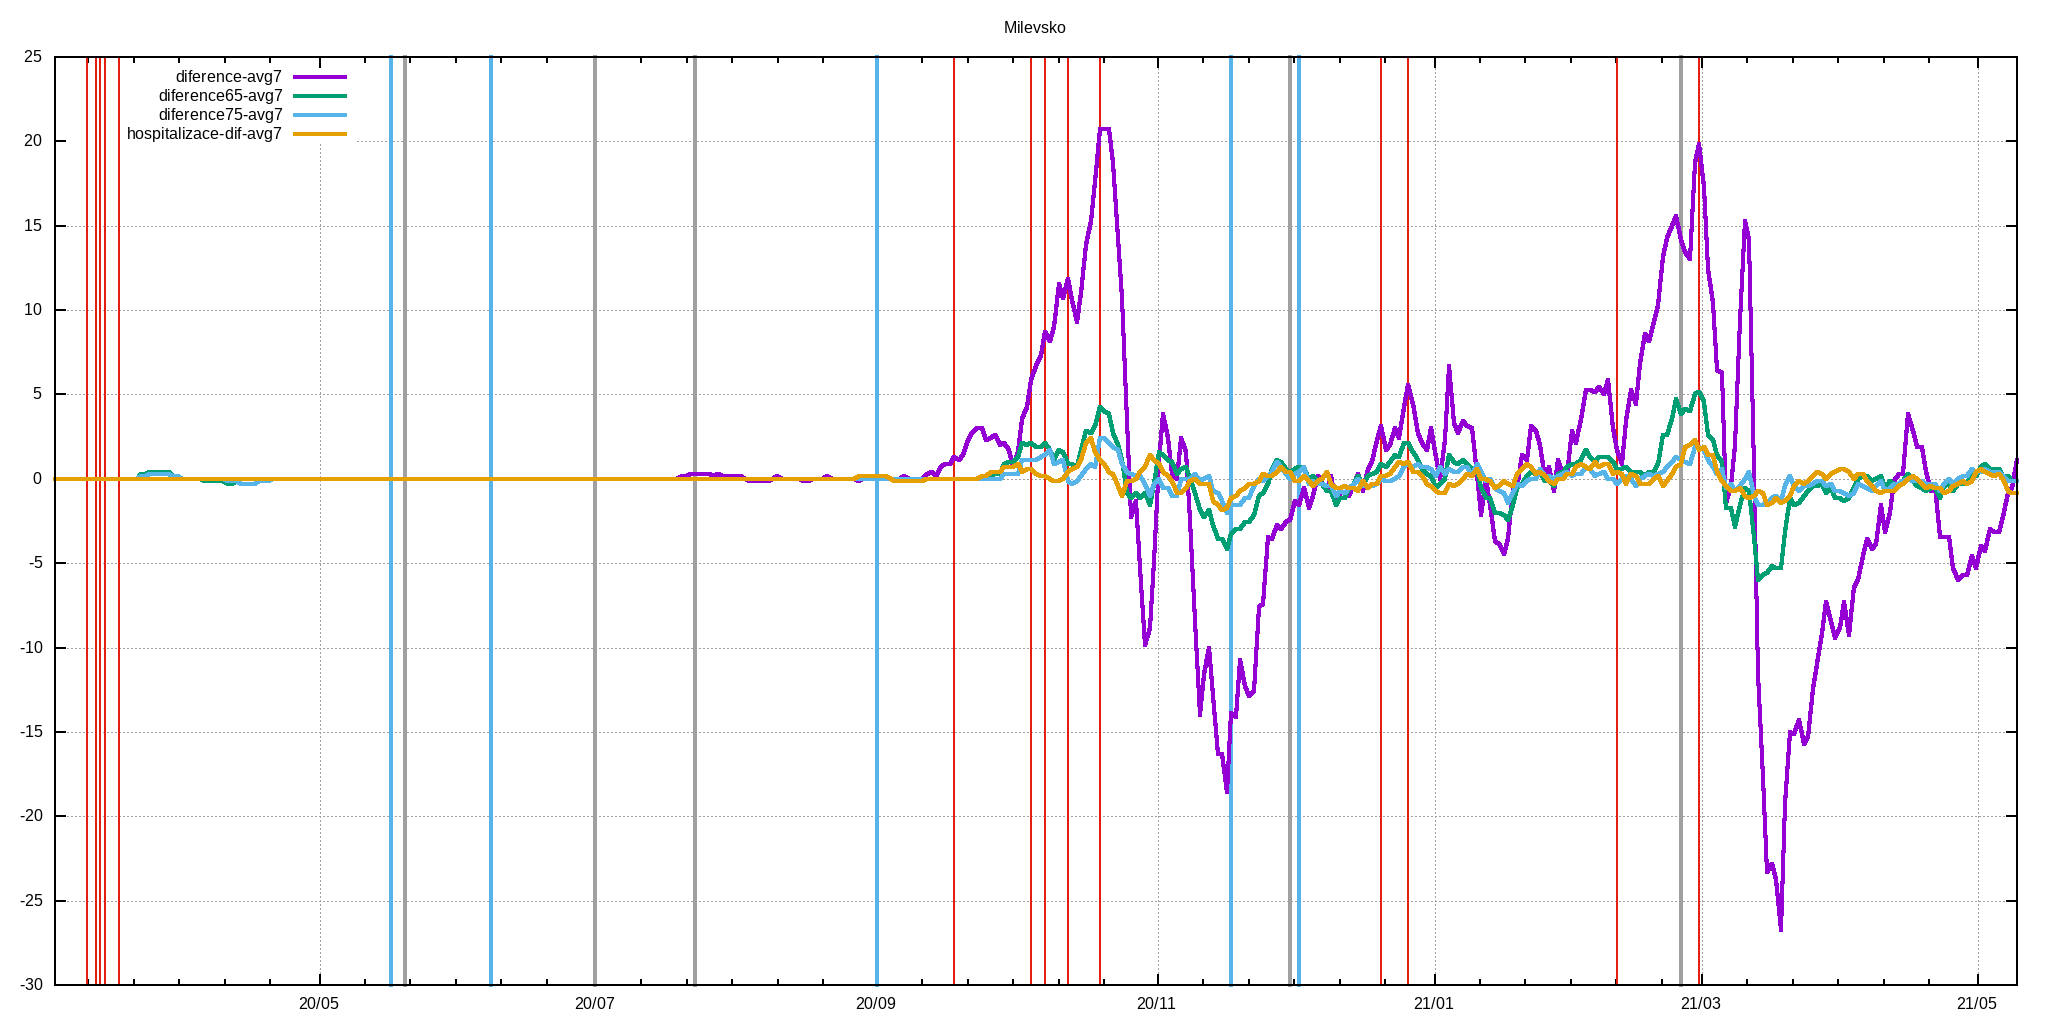 Milevsko
25
diference-avg7
diference65-avg7
diference75-avg7
hospitalizace-dif-avg7
20
15
10
5
0
-5
-10
-15
-20
-25
-30
20/05 20/07 20/09 20/11 21/01 21/03 21/05